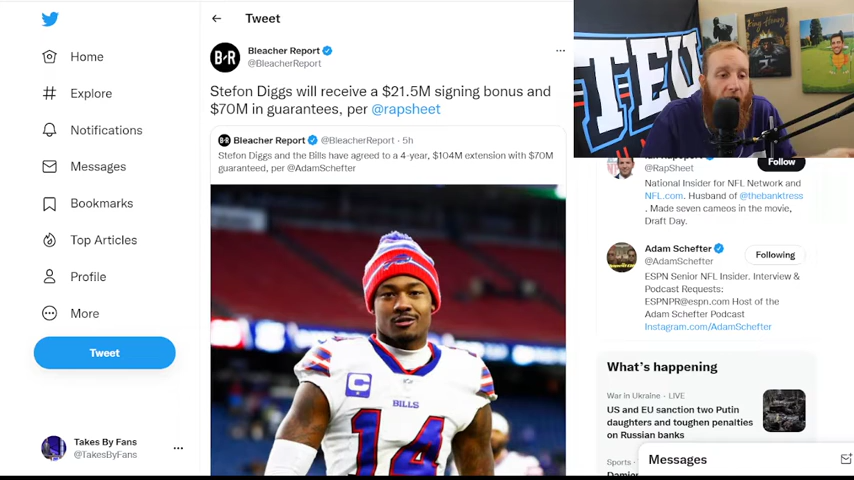 Tweet
Home
Explore
Notifications
Messages
Bookmarks
Top Articles
Profile
More
Tweet
Takes By Fans
@TakesByFans
Bleacher Report
@BleacherReport
B·R
Stefon Diggs will receive a $21.5M signing bonus and
$70M in guarantees, per @rapsheet
Bleacher Report @BleacherReport · 5h
Stefon Diggs and the Bills have agreed to a 4-year, $104M extension with $70M
guaranteed, per @AdamSchefter
C
BILLS
14
TEU
@RapSheet
Follow
National Insider for NFL Network and
NFL.com. Husband of @thebanktress
. Made seven cameos in the movie,
Draft Day.
Adam Schefter
@AdamSchefter
Following
ESPN Senior NFL Insider. Interview &
Podcast Requests:
ESPNPR@espn.com Host of the
Adam Schefter Podcast
Instagram.com/AdamSchefter
What's happening
War in Ukraine · LIVE
US and EU sanction two Putin
daughters and toughen penalties
on Russian banks
Sports ·
Messages